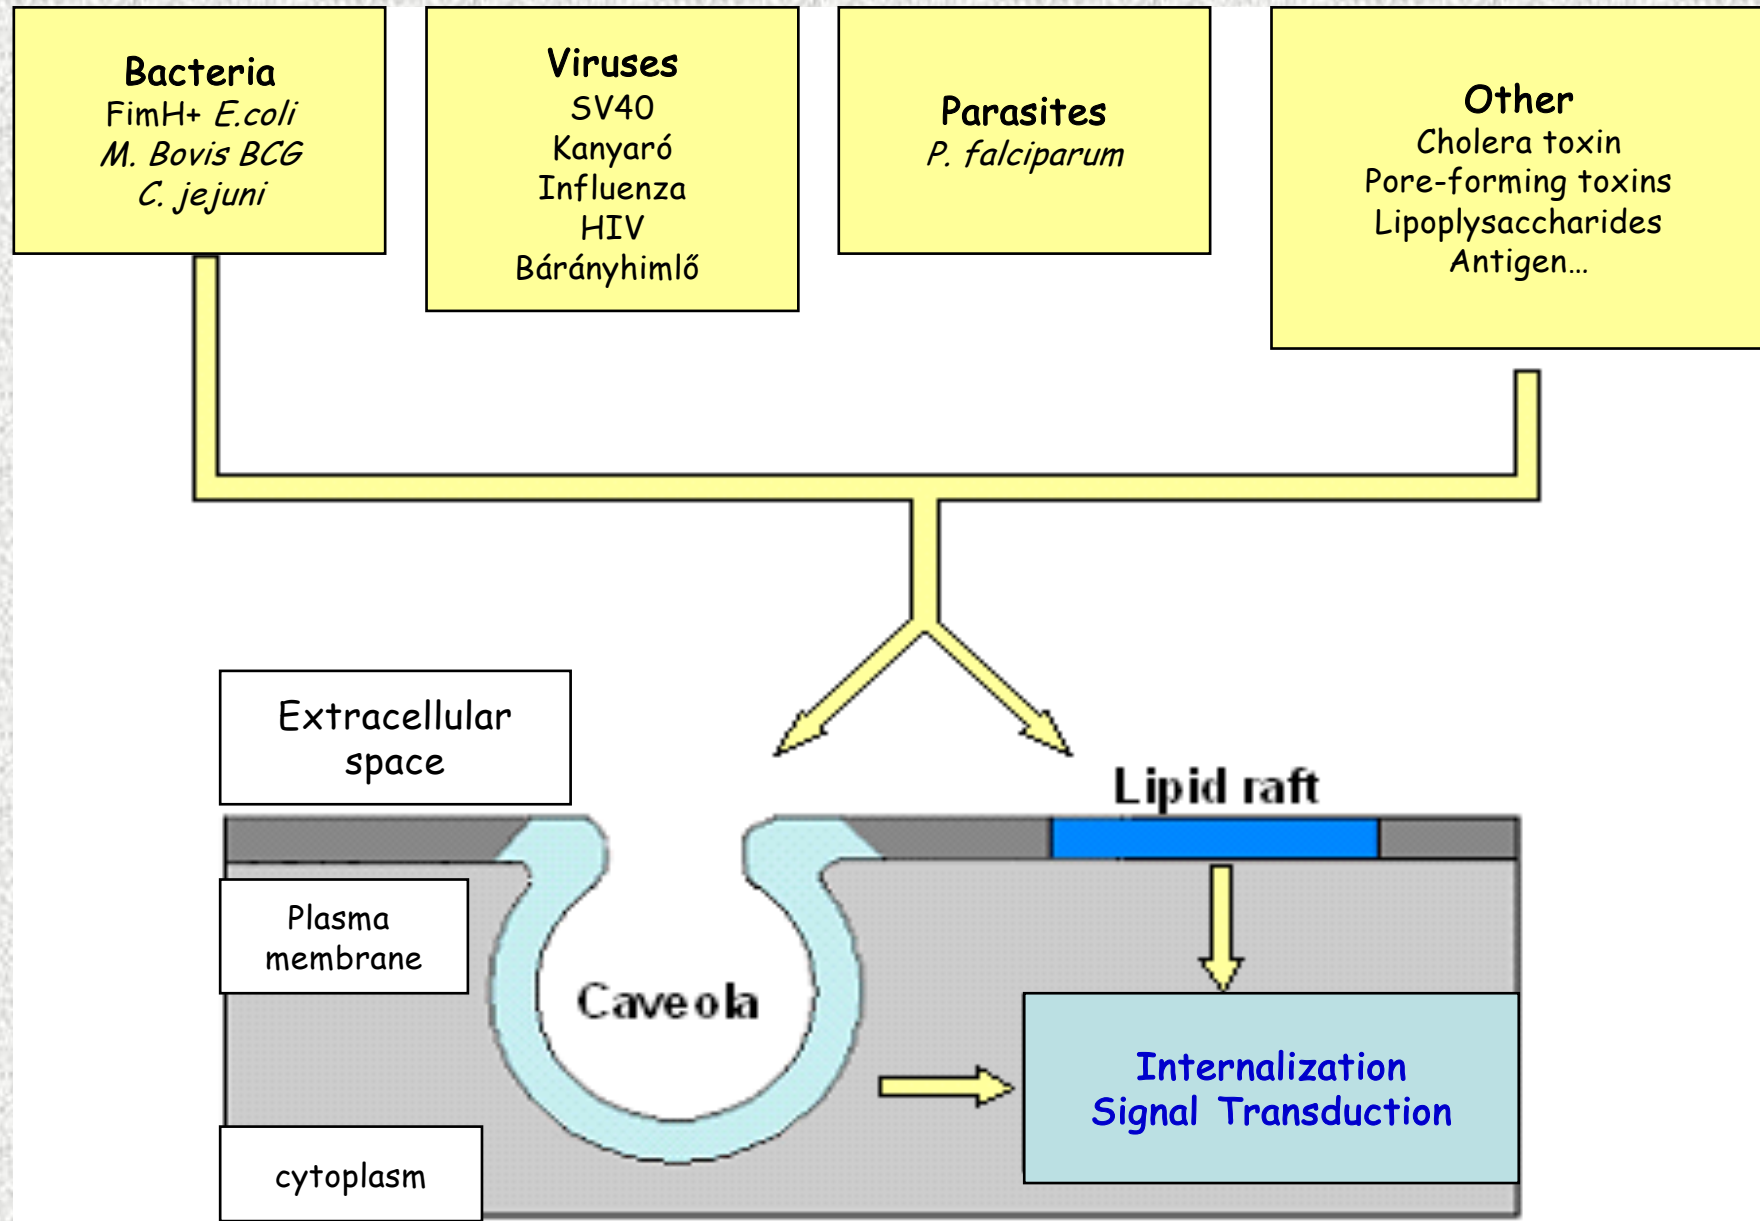 Bacteria
FimH+ E.coli
M. Bovis BCG
C. jejuni
Viruses
SV40
Kanyaró
Influenza
HIV
Bárányhimlő
Parasites
P. falciparum
Other
Cholera toxin
Pore-forming toxins
Lipoplysaccharides
Antigen…
Extracellular
space
Lipid raft
Plasma
membrane
Caveola
Internalization
Signal Transduction
cytoplasm